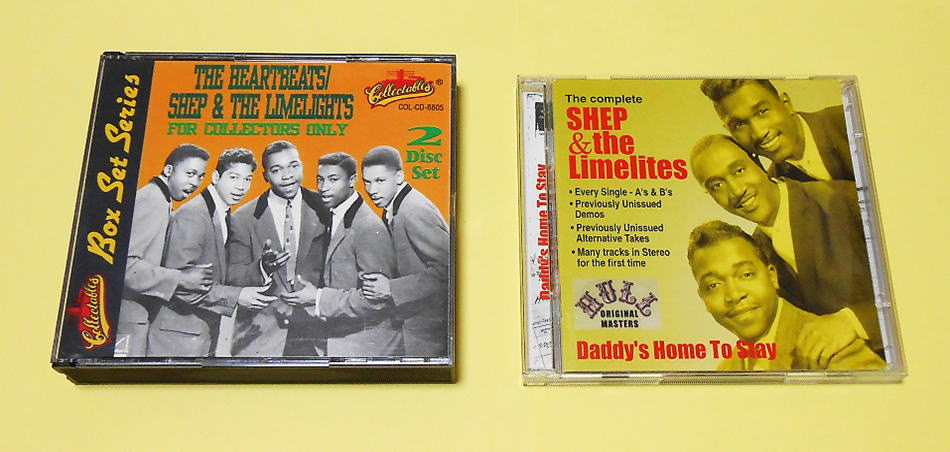 Box Set Series
Collectables
THE HEARTBEATS/
SHEP & THE LIMELIGHTS
FOR COLLECTORS ONLY
Collectables®
COL-CD-8805
2
Disc
Set
Daddy's Home To Stay
The complete
SHEP
& the
Limelites
• Every Single - A's & B's
• Previously Unissued
Demos
• Previously Unissued
Alternative Takes
• Many tracks in Stereo
for the first time
HULL
ORIGINAL
MASTERS
Daddy's Home To Stay